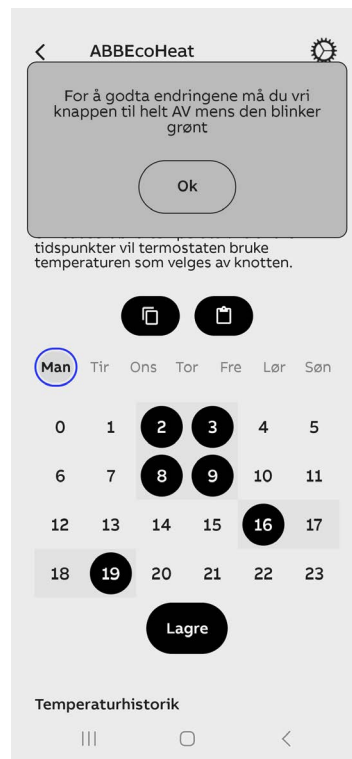 ABBEcoHeat
For å godta endringene må du vri
knappen til helt AV mens den blinker
grønt
Ok
tidspunkter vil termostaten bruke
temperaturen som velges av knotten.
Man Tir Ons Tor Fre Lør Søn
0 1 2 3 4 5
6 7 8 9 10 11
12 13 14 15 16 17
18 19 20 21 22 23
Lagre
Temperaturhistorik